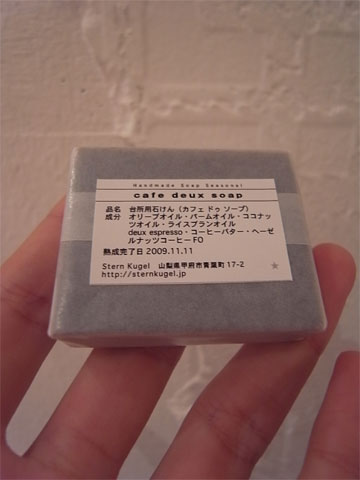 Handmade Soap Seasonal
cafe deux soap
品名 台所用石けん（カフェ ドゥ ソープ）
成分 オリーブオイル・パームオイル・ココナッ
ツオイル・ライスブランオイル
deux espresso・コーヒーバター・ヘーゼ
ルナッツコーヒーFO
熟成完了日 2009.11.11
Stern Kugel 山梨県甲府市青葉町 17-2
http://sternkugel.jp